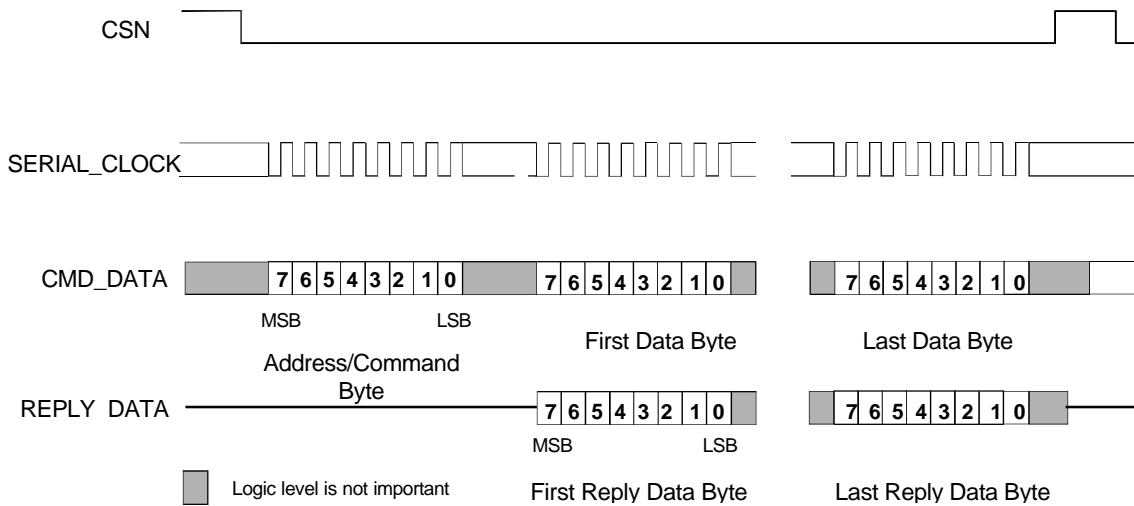 CSN
SERIAL_CLOCK
CMD_DATA
7 6 5 4 3 2 1 0
7 6 5 4 3 2 1 0
7 6 5 4 3 2 1 0
MSB
LSB
First Data Byte
Last Data Byte
Address/Command
Byte
REPLY DATA
7 6 5 4 3 2 1 0
7 6 5 4 3 2 1 0
MSB
LSB
Logic level is not important
First Reply Data Byte
Last Reply Data Byte